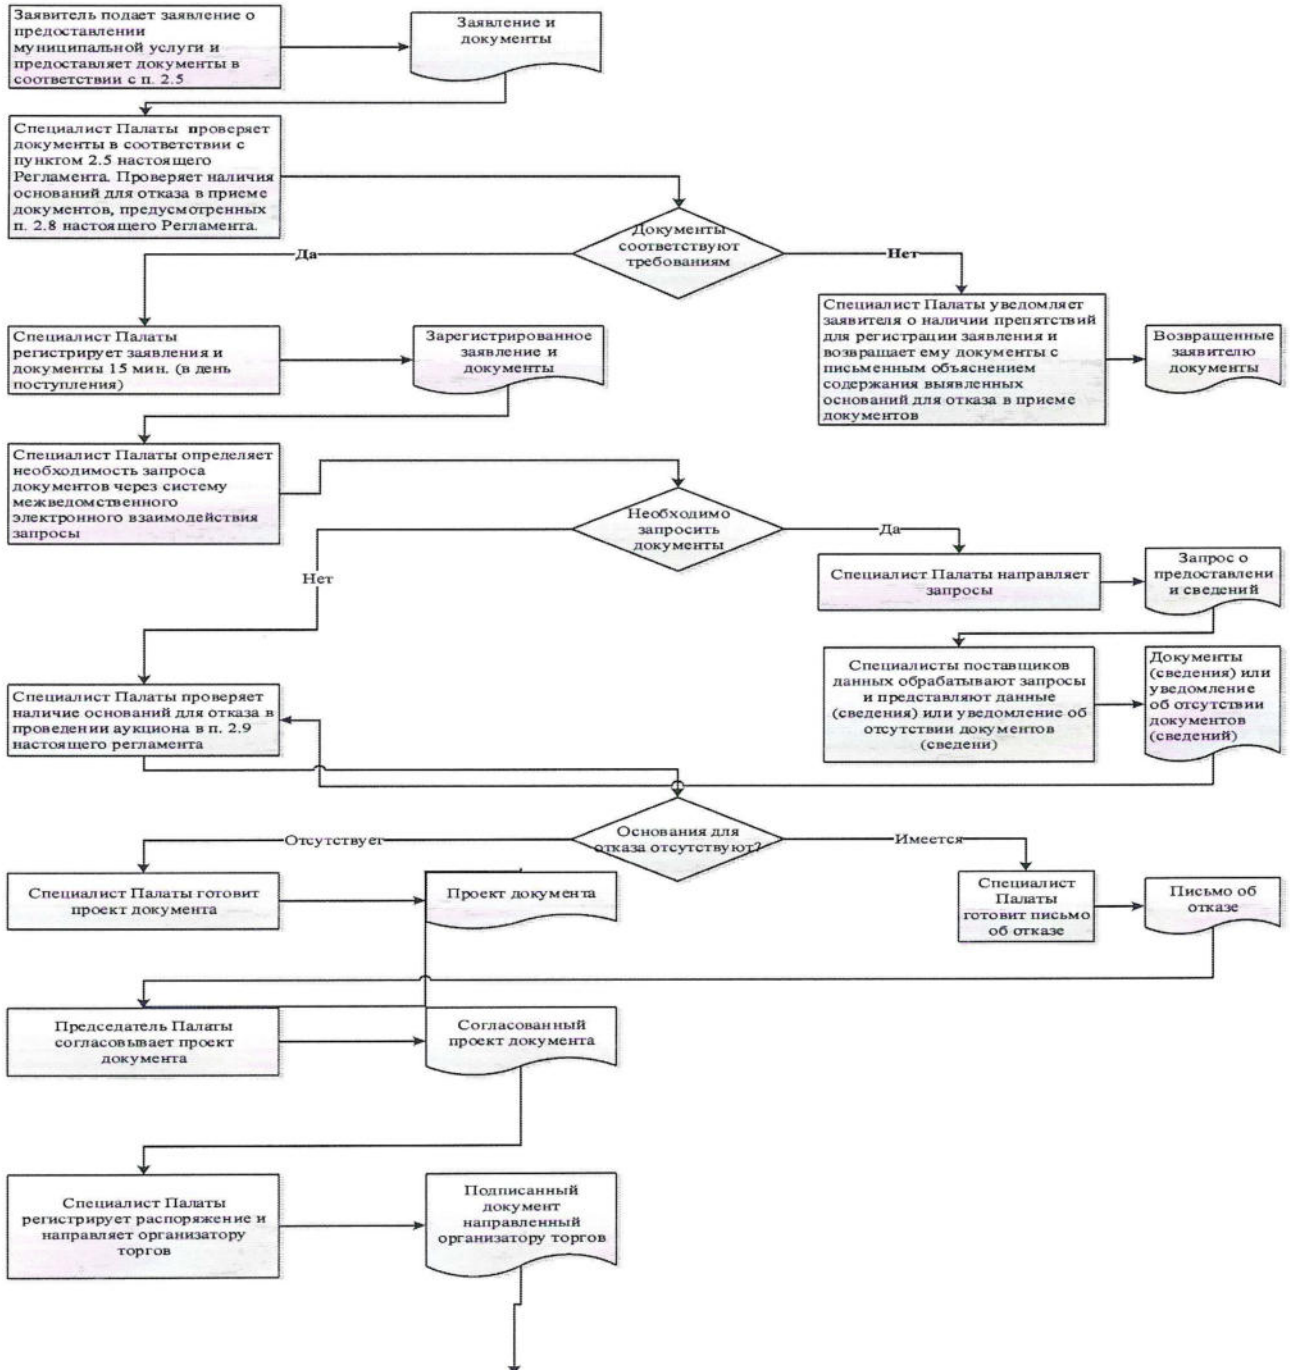 Заявитель подает заявление о
предоставлении
муниципальной услуги и
предоставляет документы в
соответствии с п. 2.5
Заявление и
документы
Специалист Палаты проверяет
документы в соответствии с
пунктом 2.5 настоящего
Регламента. Проверяет наличия
оснований для отказа в приеме
документов, предусмотренных
п. 2.8 настоящего Регламента.
Документы
соответствуют
требованиям
Да
Нет
Специалист Палаты
регистрирует заявления и
документы 15 мин. (в день
поступления)
Зарегистрированное
заявление и
документы
Специалист Палаты уведомляет
заявителя о наличии препятствий
для регистрации заявления и
возвращает ему документы с
письменным объяснением
содержания выявленных
оснований для отказа в приеме
документов
Возвращенные
заявителю
документы
Специалист Палаты определяет
необходимость запроса
документов через систему
межведомственного
электронного взаимодействия
запросы
Необходимо
запросить
документы
Да
Нет
Специалист Палаты направляет
запросы
Запрос о
предоставлени
и сведений
Специалисты поставщиков
данных обрабатывают запросы
и представляют данные
(сведения) или уведомление об
отсутствии документов
(сведени)
Документы
(сведения) или
уведомление
об отсутствии
документов
(сведений)
Специалист Палаты проверяет
наличие оснований для отказа в
проведении аукциона в п. 2.9
настоящего регламента
Основания для
отказа отсутствуют?
Отсутствует
Имеется
Специалист Палаты готовит
проект документа
Проект документа
Специалист
Палаты
готовит письмо
об отказе
Письмо об
отказе
Председатель Палаты
согласовывает проект
документа
Согласованный
проект документа
Специалист Палаты
регистрирует распоряжение и
направляет организатору
торгов
Подписанный
документ
направленный
организатору торгов